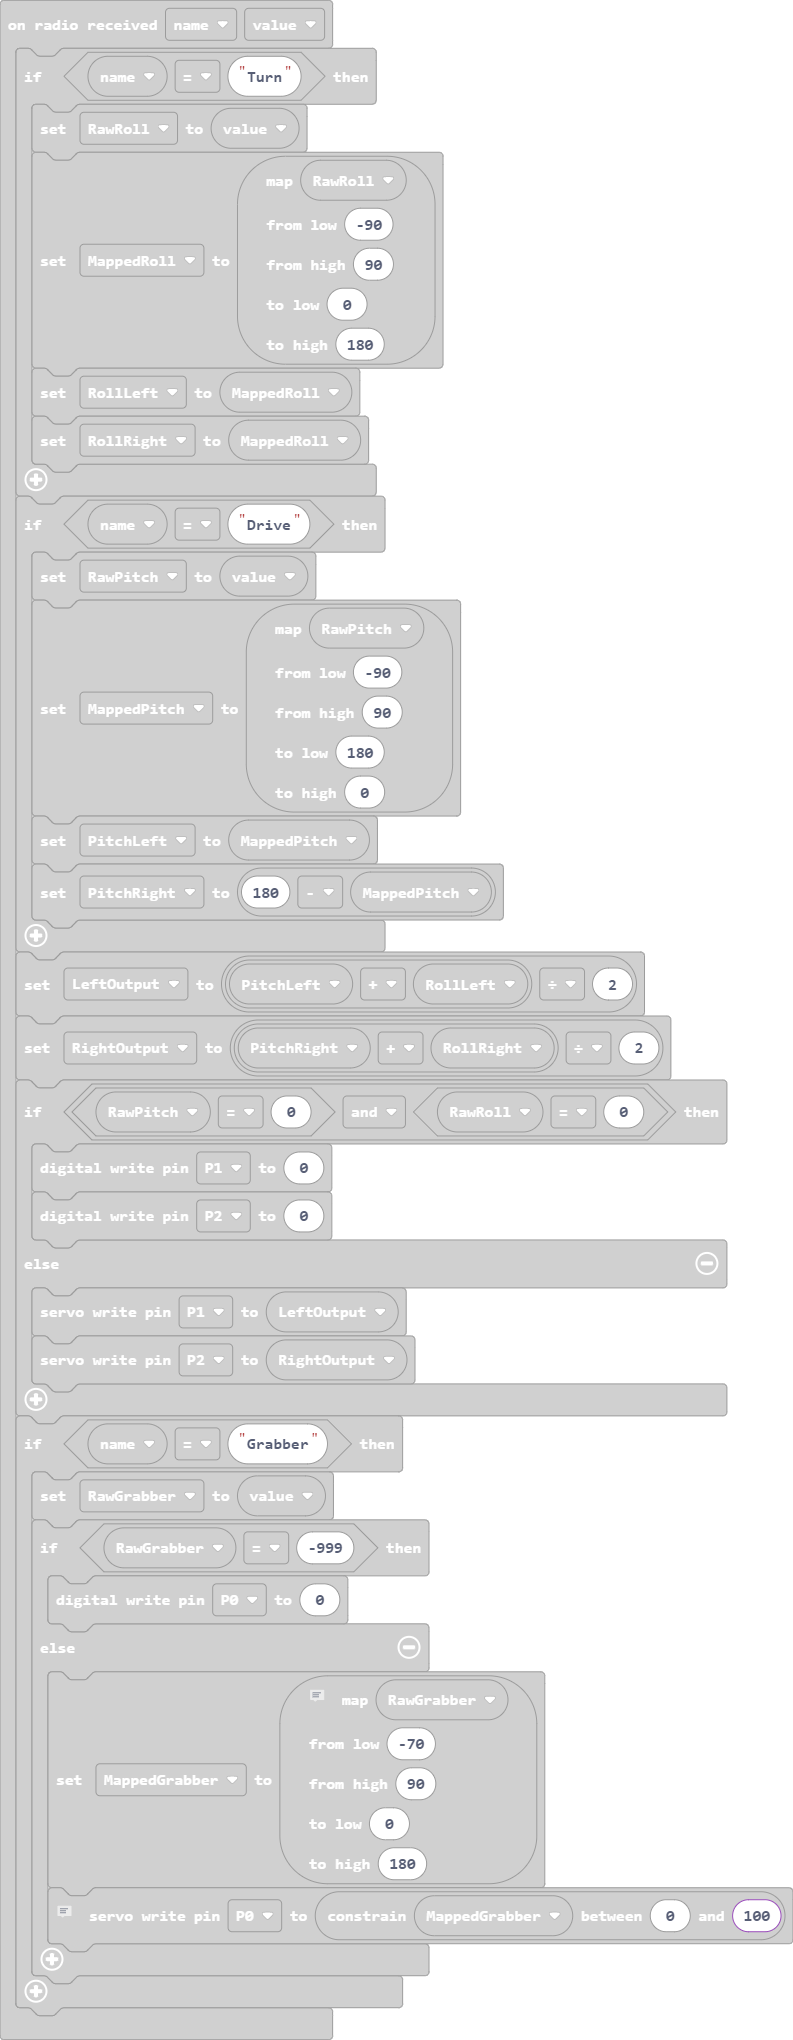 on radio received name value
if name = "Turn" then
set RawRoll to value
map RawRoll
from low -90
set MappedRoll to from high 90
to low 0
to high 180
set RollLeft to MappedRoll
set RollRight to MappedRoll
if name = "Drive" then
set RawPitch to value
map RawPitch
from low -90
set MappedPitch to from high 90
to low 180
to high 0
set PitchLeft to MappedPitch
set PitchRight to 180 - MappedPitch
set LeftOutput to PitchLeft + RollLeft ÷ 2
set RightOutput to PitchRight + RollRight ÷ 2
if RawPitch = 0 and RawRoll = 0 then
digital write pin P1 to 0
digital write pin P2 to 0
else
servo write pin P1 to LeftOutput
servo write pin P2 to RightOutput
if name = "Grabber" then
set RawGrabber to value
if RawGrabber = -999 then
digital write pin P0 to 0
else
map RawGrabber
from low -70
set MappedGrabber to from high 90
to low 0
to high 180
servo write pin P0 to constrain MappedGrabber between 0 and 100